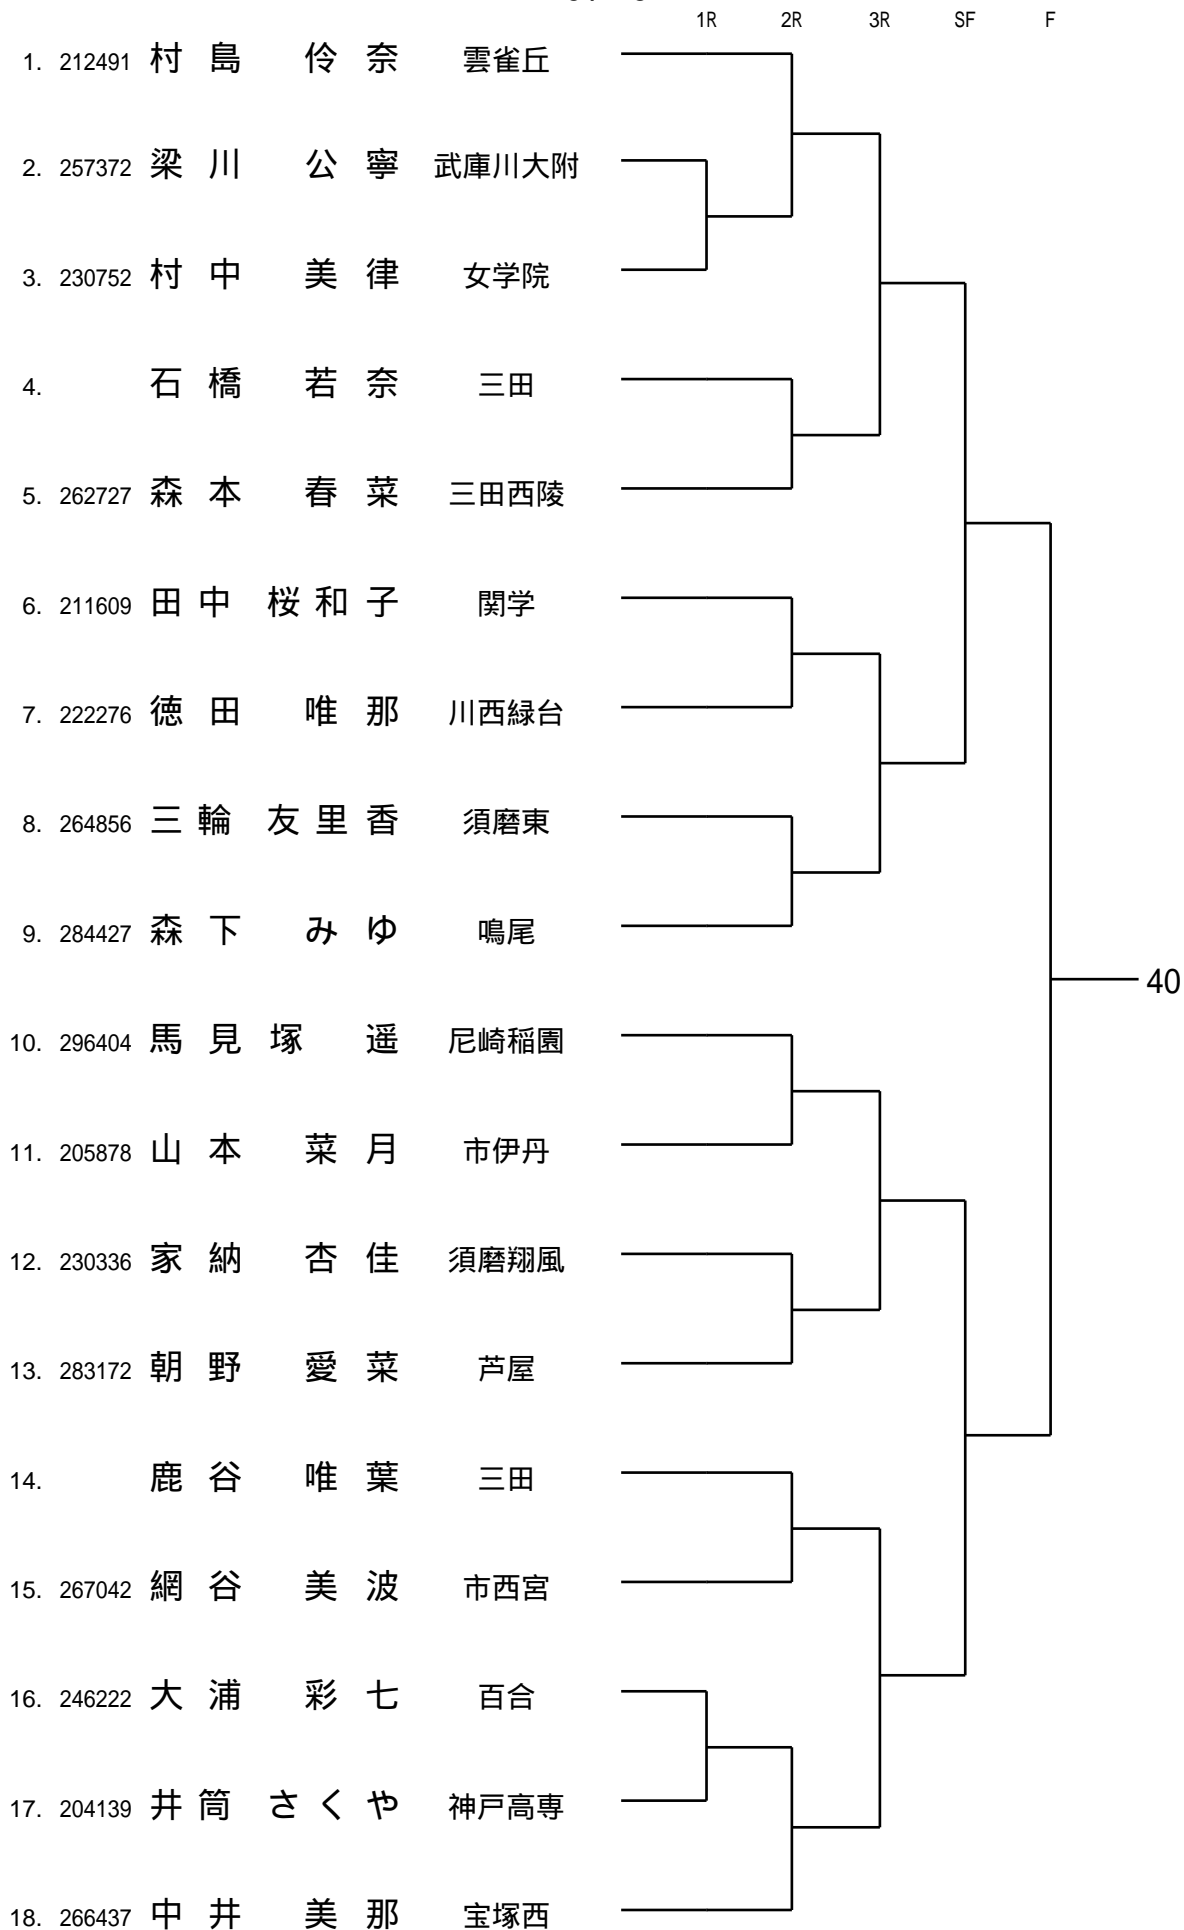 1R 2R 3R SF F
1. 212491 村島 伶奈 雲雀丘
2. 257372 梁川 公寧 武庫川大附
3. 230752 村中 美律 女学院
4. 石橋 若奈 三田
5. 262727 森本 春菜 三田西陵
6. 211609 田中 桜和子 関学
7. 222276 徳田 唯那 川西緑台
8. 264856 三輪 友里香 須磨東
9. 284427 森下 みゆ 鳴尾
40
10. 296404 馬見塚 遥 尼崎稲園
11. 205878 山本 菜月 市伊丹
12. 230336 家納 杏佳 須磨翔風
13. 283172 朝野 愛菜 芦屋
14. 鹿谷 唯葉 三田
15. 267042 網谷 美波 市西宮
16. 246222 大浦 彩七 百合
17. 204139 井筒 さくや 神戸高専
18. 266437 中井 美那 宝塚西